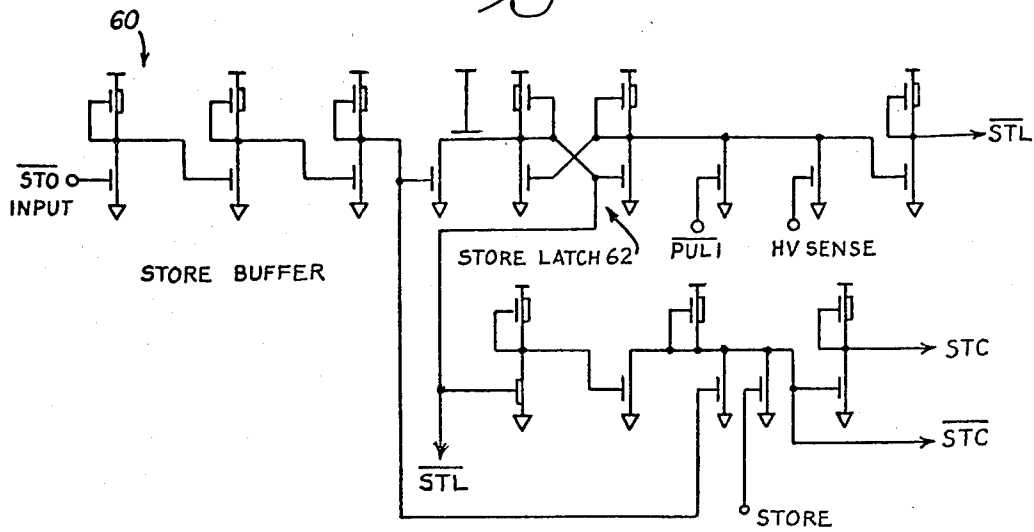 60
STO
INPUT
STORE BUFFER
STORE LATCH 62
PUL1
HV SENSE
STL
STL
STC
STC
STORE